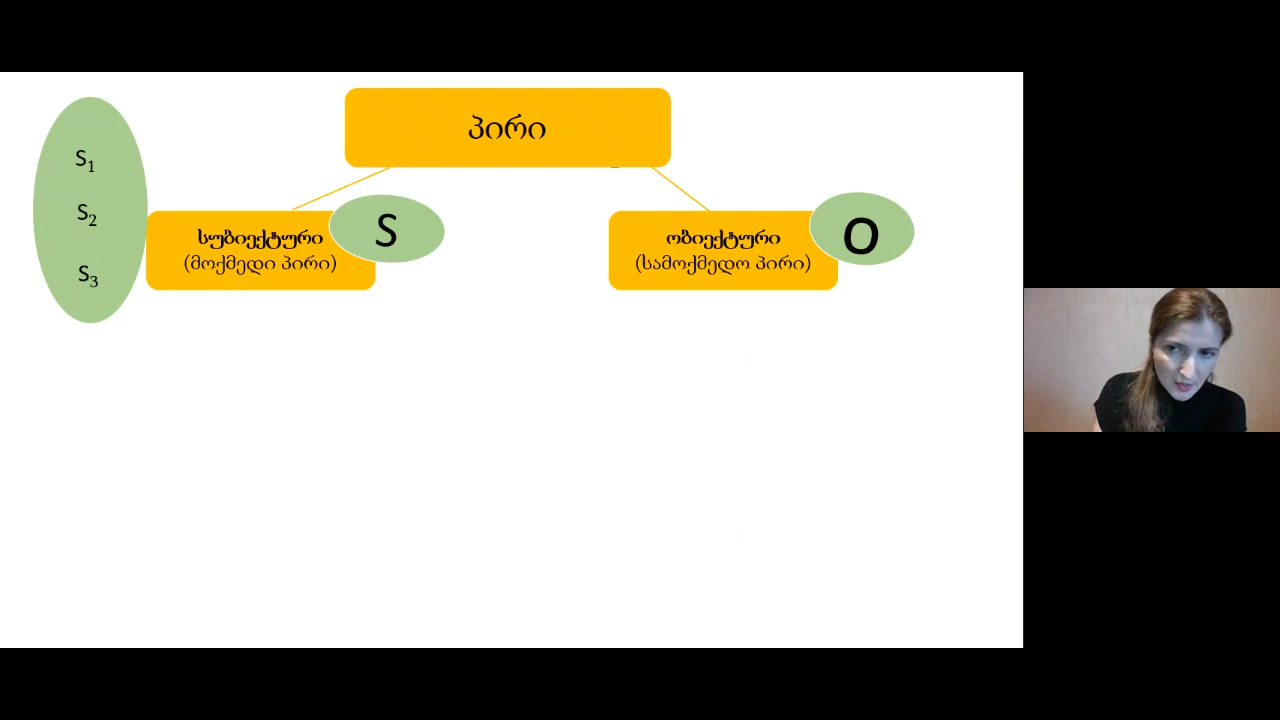 პირი
S₁
S₂
S₃
სუბიექტური
(მოქმედი პირი)
S
ობიექტური
(სამოქმედო პირი)
O